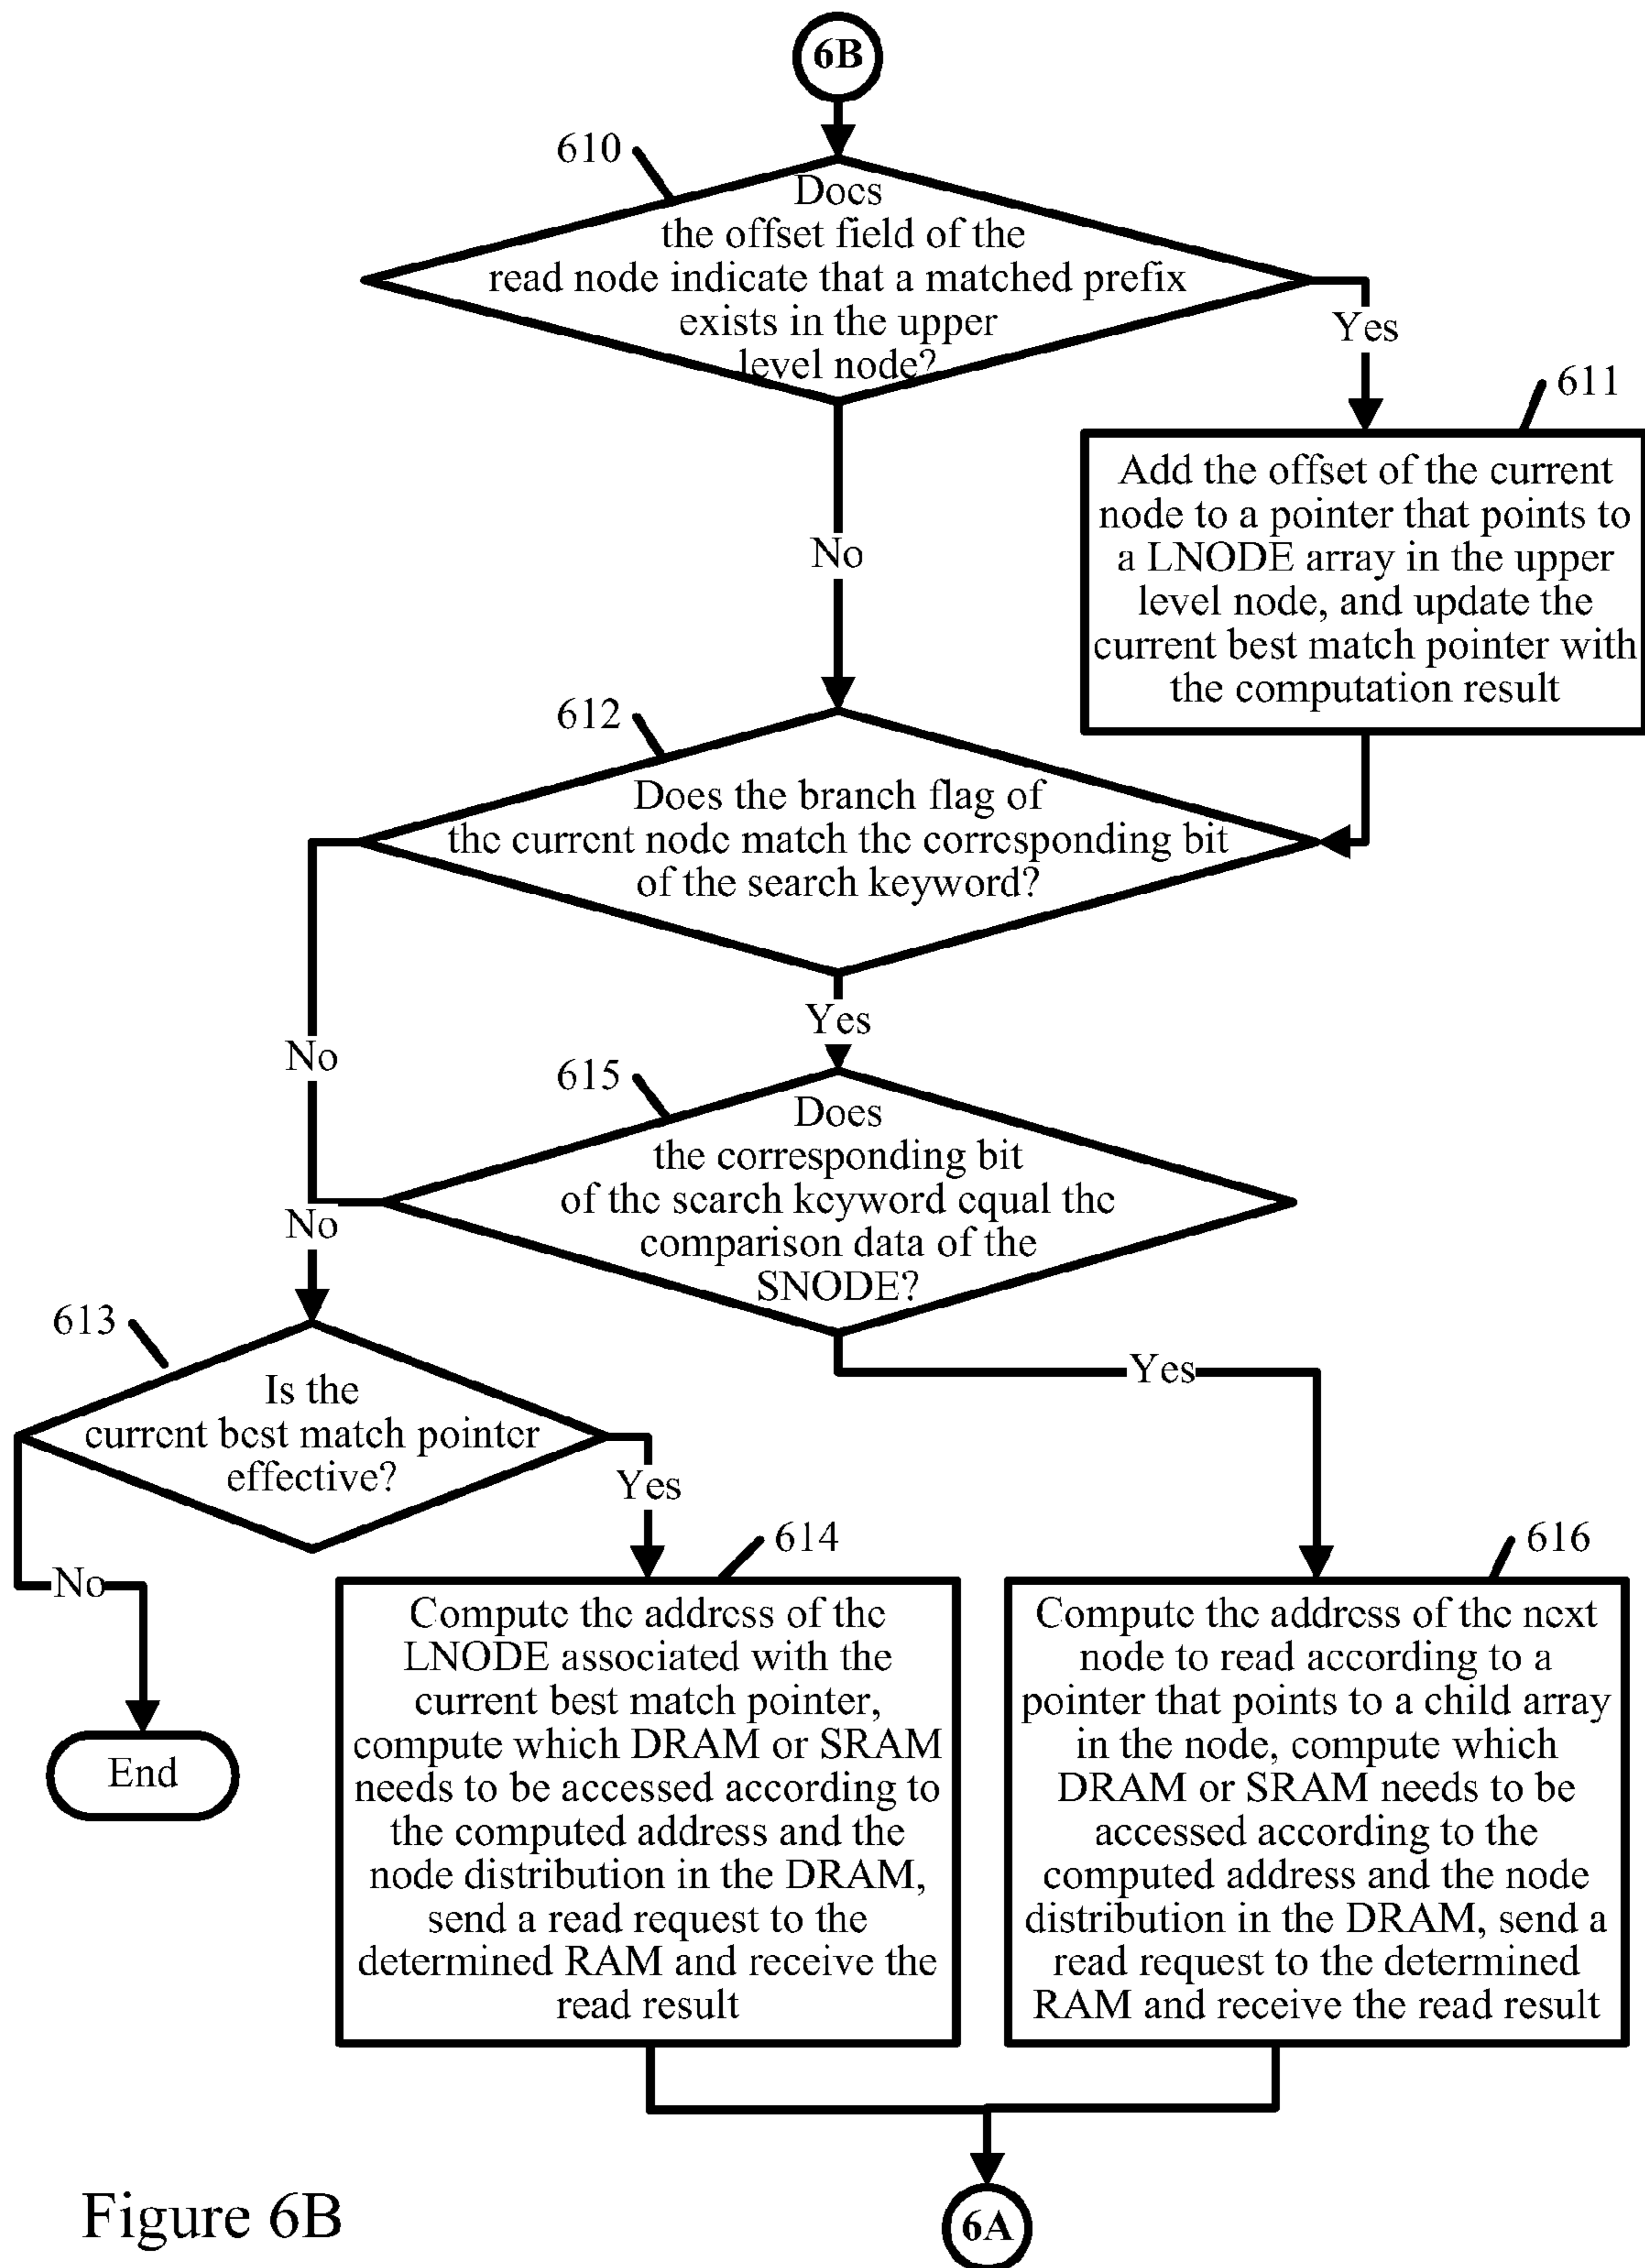 6B
610
Does
the offset field of the
read node indicate that a matched prefix
exists in the upper
level node?
Yes
611
Add the offset of the current
node to a pointer that points to
a LNODE array in the upper
level node, and update the
current best match pointer with
the computation result
No
612
Does the branch flag of
the current node match the corresponding bit
of the search keyword?
Yes
No
615
Does
the corresponding bit
of the search keyword equal the
comparison data of the
SNODE?
No
613
Is the
current best match pointer
effective?
Yes
Yes
No
End
614
Compute the address of the
LNODE associated with the
current best match pointer,
compute which DRAM or SRAM
needs to be accessed according to
the computed address and the
node distribution in the DRAM,
send a read request to the
determined RAM and receive the
read result
616
Compute the address of the next
node to read according to a
pointer that points to a child array
in the node, compute which
DRAM or SRAM needs to be
accessed according to the
computed address and the node
distribution in the DRAM, send a
read request to the determined
RAM and receive the read result
6A
Figure 6B